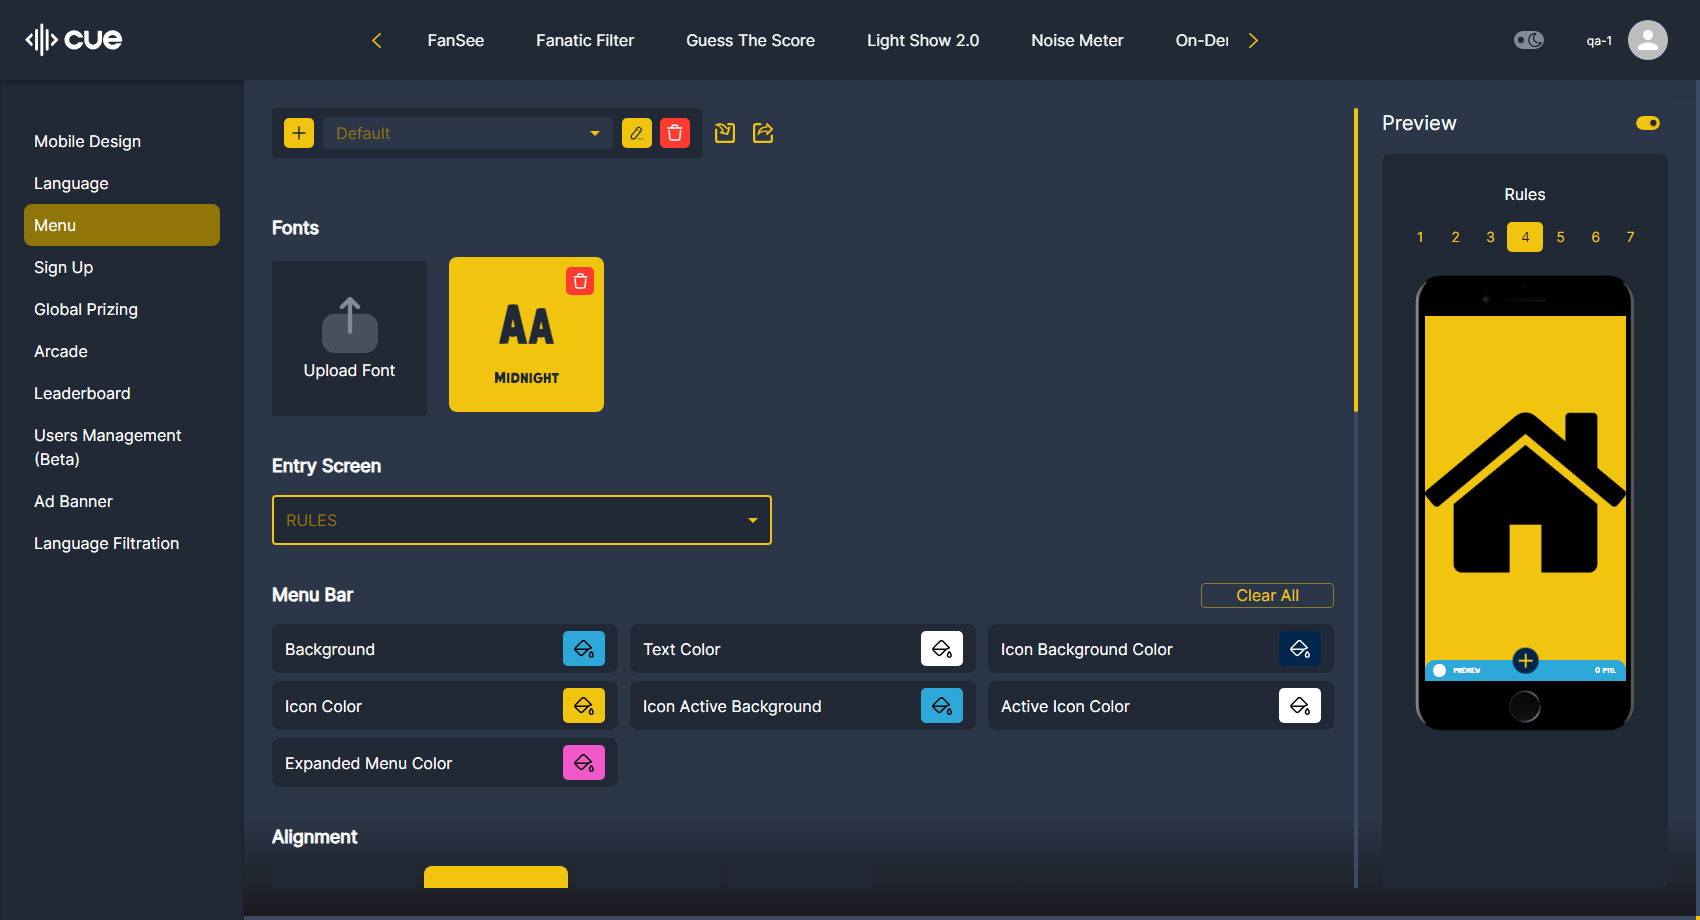 cue
FanSee
Fanatic Filter
Guess The Score
Light Show 2.0
Noise Meter
On-De
qa-1
Mobile Design
Language
Menu
Sign Up
Global Prizing
Arcade
Leaderboard
Users Management
(Beta)
Ad Banner
Language Filtration
Default
Fonts
Upload Font
AA
MIDNIGHT
Entry Screen
RULES
Menu Bar
Clear All
Background
Text Color
Icon Background Color
Icon Color
Icon Active Background
Active Icon Color
Expanded Menu Color
Alignment
Preview
Rules
1 2 3 4 5 6 7
PREVIEW
0 PTS.